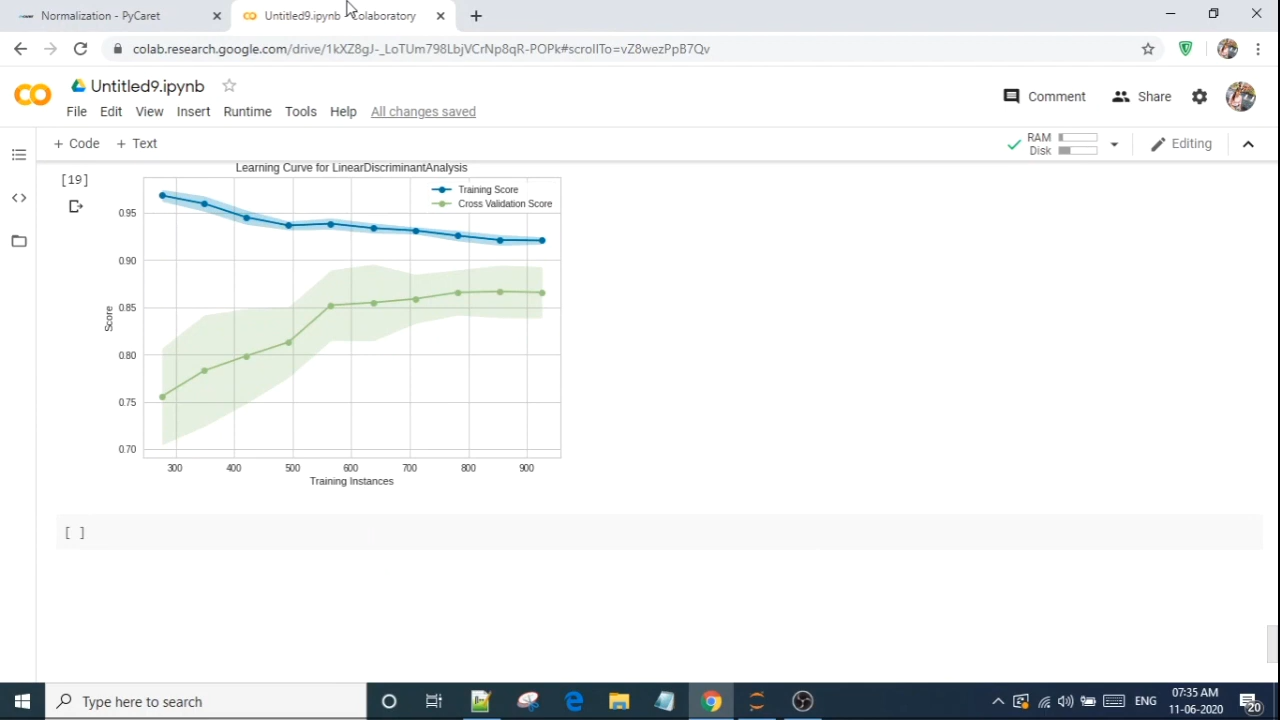 Normalization - PyCaret
Untitled9.ipynb - Colaboratory
colab.research.google.com/drive/1kXZ8gJ-_LoTUm798LbjVCrNp8qR-POPk#scrollTo=vZ8wezPpB7Qv
Untitled9.ipynb
File Edit View Insert Runtime Tools Help All changes saved
Comment Share
+ Code + Text
RAM
Disk
Editing
[19]
Learning Curve for LinearDiscriminantAnalysis
Training Score
Cross Validation Score
0.95
0.90
0.85
0.80
0.75
0.70
Score
300 400 500 600 700 800 900
Training Instances
[ ]
Type here to search
ENG
07:35 AM
11-06-2020
20